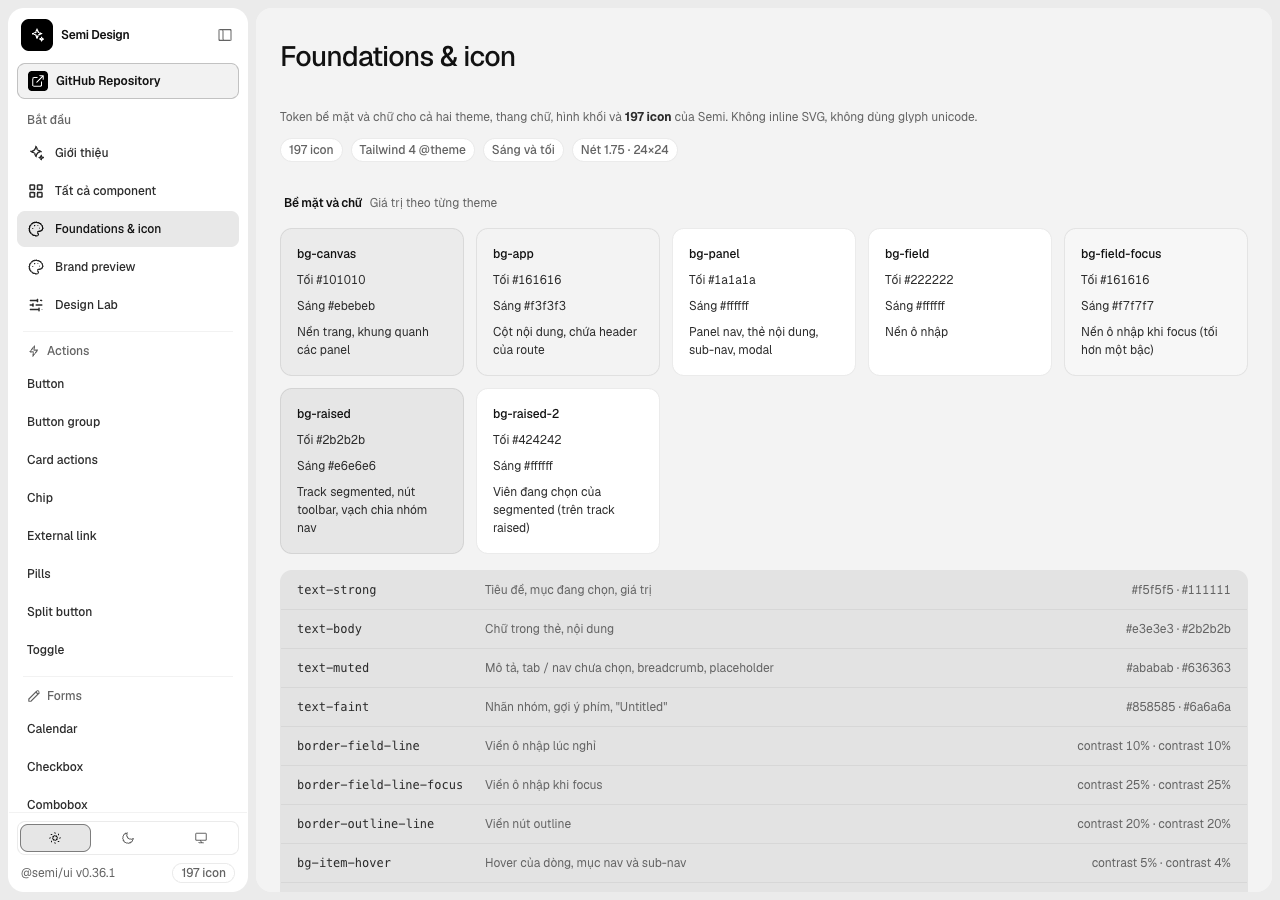 Semi Design
GitHub Repository
Bắt đầu
Giới thiệu
Tất cả component
Foundations & icon
Brand preview
Design Lab
Actions
Button
Button group
Card actions
Chip
External link
Pills
Split button
Toggle
Forms
Calendar
Checkbox
Combobox
@semi/ui v0.36.1
197 icon
Foundations & icon
Token bề mặt và chữ cho cả hai theme, thang chữ, hình khối và 197 icon của Semi. Không inline SVG, không dùng glyph unicode.
197 icon
Tailwind 4 @theme
Sáng và tối
Nét 1.75 · 24×24
Bề mặt và chữ Giá trị theo từng theme
bg-canvas
Tối #101010
Sáng #ebebeb
Nền trang, khung quanh
các panel
bg-app
Tối #161616
Sáng #f3f3f3
Cột nội dung, chứa header
của route
bg-panel
Tối #1a1a1a
Sáng #ffffff
Panel nav, thẻ nội dung,
sub-nav, modal
bg-field
Tối #222222
Sáng #ffffff
Nền ô nhập
bg-field-focus
Tối #161616
Sáng #f7f7f7
Nền ô nhập khi focus (tối
hơn một bậc)
bg-raised
Tối #2b2b2b
Sáng #e6e6e6
Track segmented, nút
toolbar, vạch chia nhóm
nav
bg-raised-2
Tối #424242
Sáng #ffffff
Viên đang chọn của
segmented (trên track
raised)
text-strong Tiêu đề, mục đang chọn, giá trị #f5f5f5 · #111111
text-body Chữ trong thẻ, nội dung #e3e3e3 · #2b2b2b
text-muted Mô tả, tab / nav chưa chọn, breadcrumb, placeholder #ababab · #636363
text-faint Nhãn nhóm, gợi ý phím, "Untitled" #858585 · #6a6a6a
border-field-line Viền ô nhập lúc nghỉ contrast 10% · contrast 10%
border-field-line-focus Viền ô nhập khi focus contrast 25% · contrast 25%
border-outline-line Viền nút outline contrast 20% · contrast 20%
bg-item-hover Hover của dòng, mục nav và sub-nav contrast 5% · contrast 4%